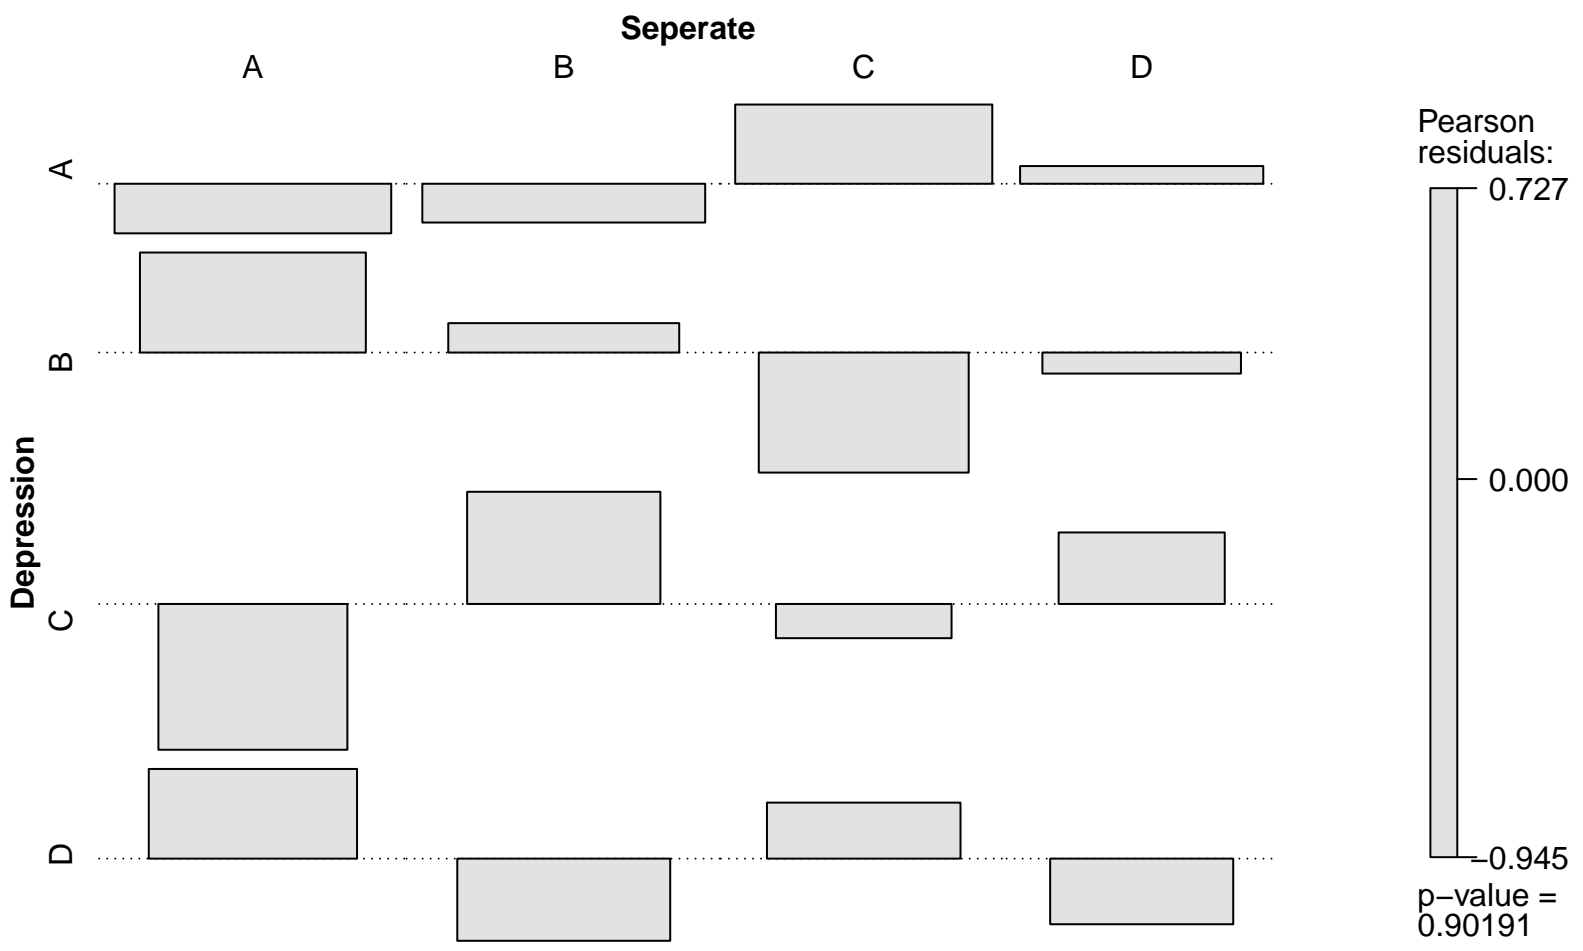 Seperate
A B C D
Depression
A
B
C
D
Pearson
residuals:
0.727
0.000
−0.945
p−value =
0.90191